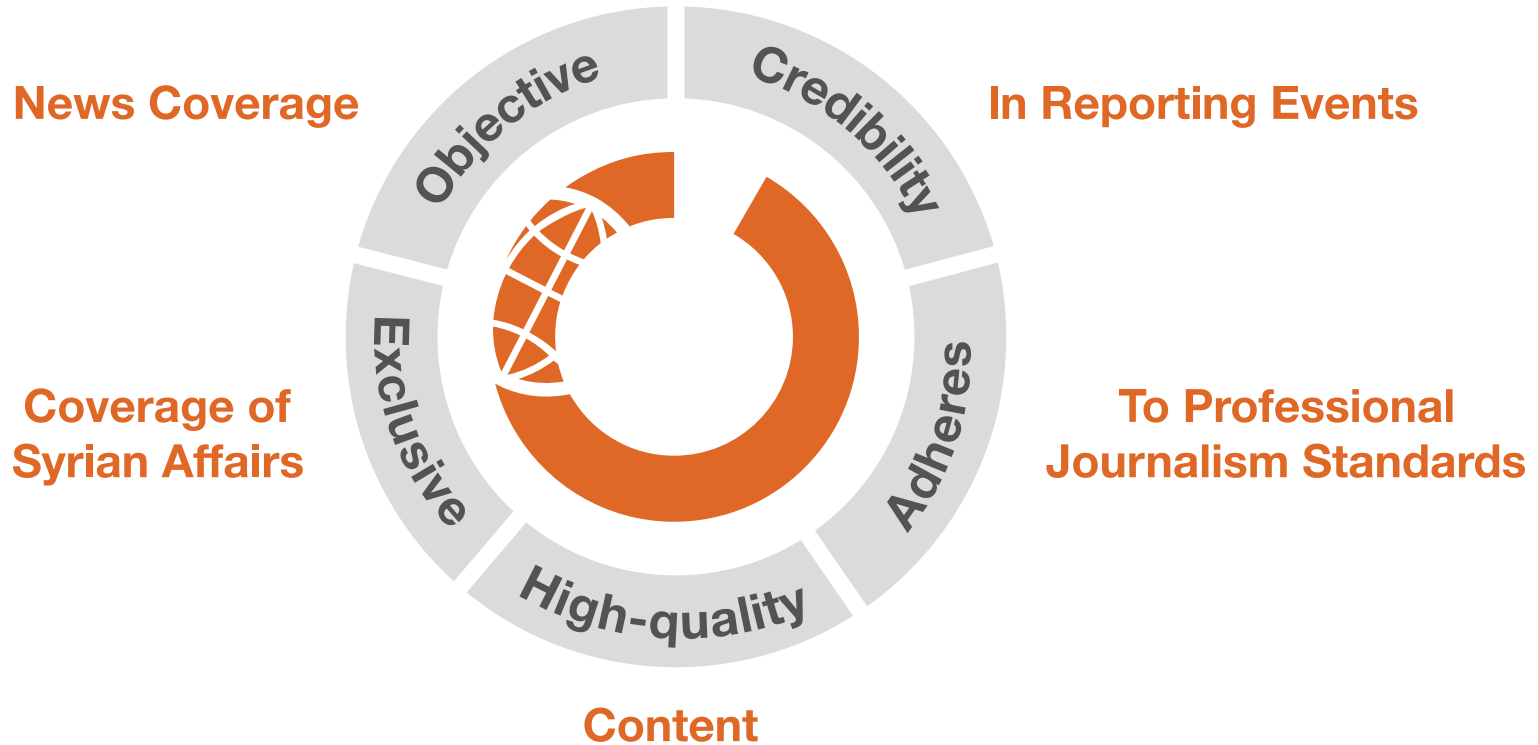 Objective
News Coverage
Credibility
In Reporting Events
Adheres
To Professional
Journalism Standards
High-quality
Content
Exclusive
Coverage of
Syrian Affairs